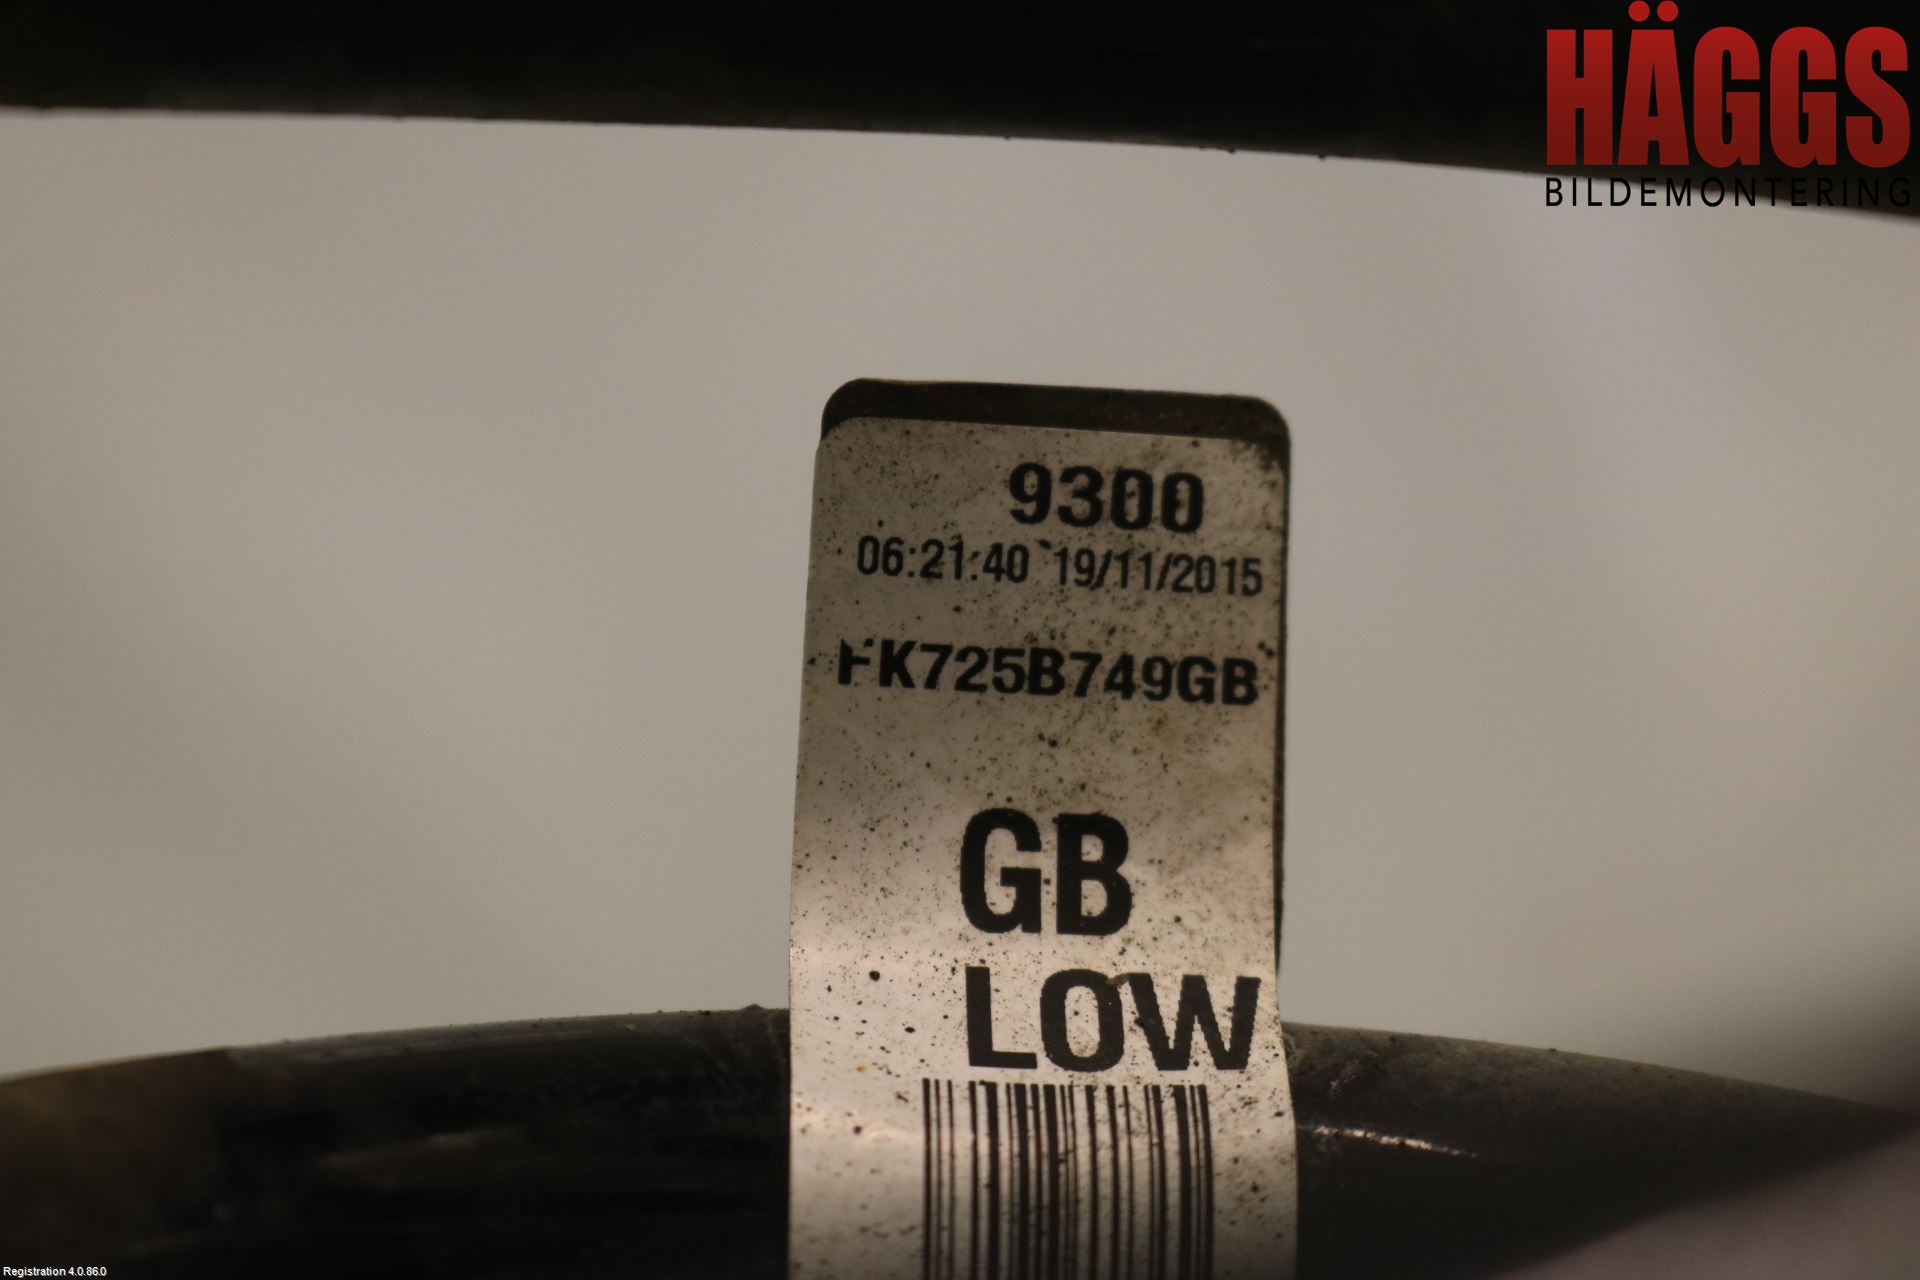 HÄGGS
BILDEMONTERING
9300
06:21:40 19/11/2015
FK725B749GB
GB
LOW
Registration 4.0.86.0